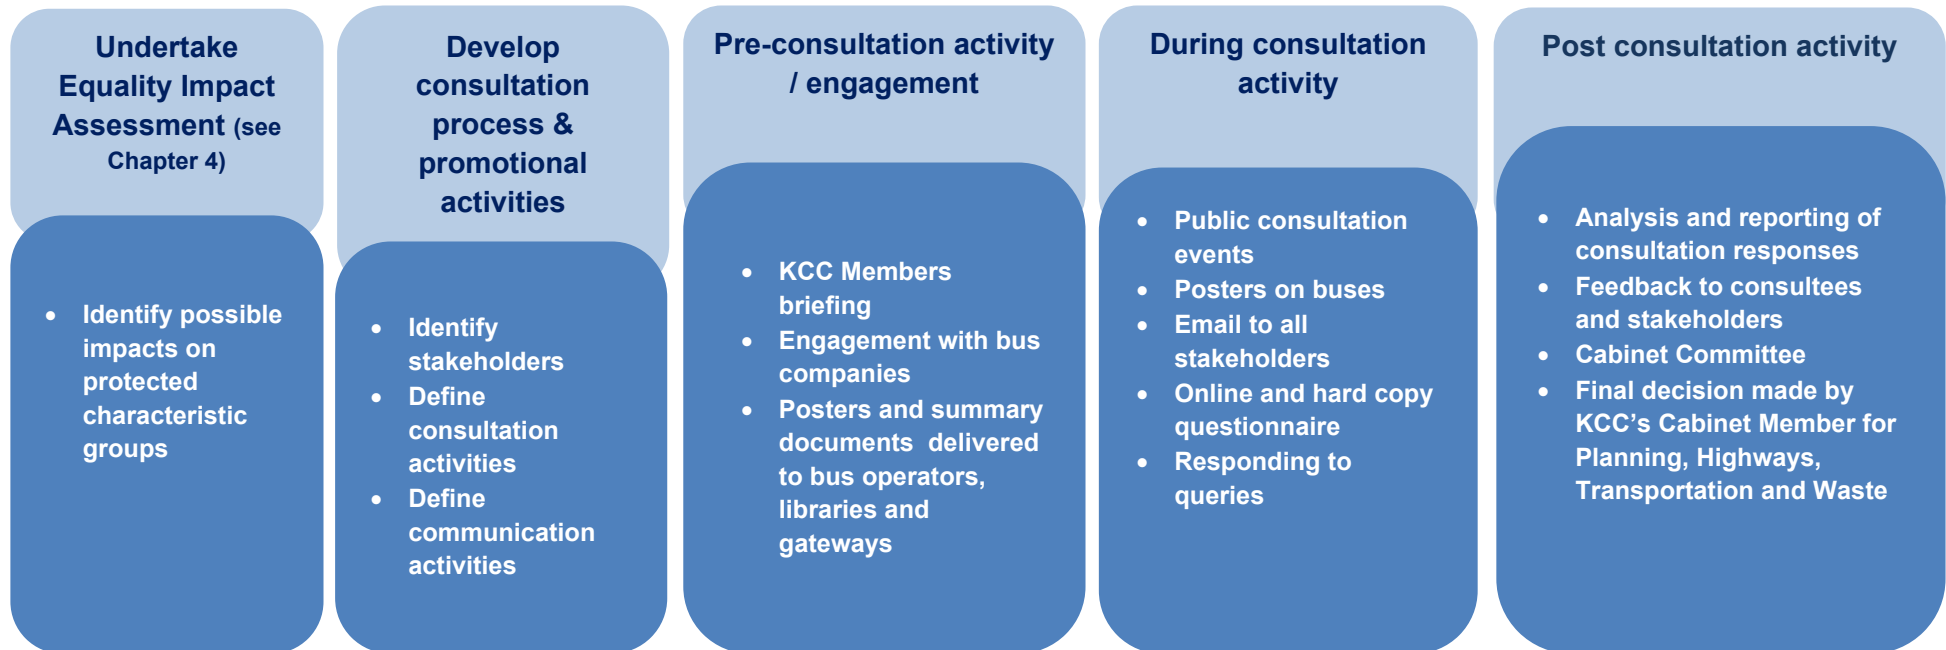 Undertake
Equality Impact
Assessment (see
Chapter 4)
• Identify possible
impacts on
protected
characteristic
groups
Develop
consultation
process &
promotional
activities
• Identify
stakeholders
• Define
consultation
activities
• Define
communication
activities
Pre-consultation activity
/ engagement
• KCC Members
briefing
• Engagement with bus
companies
• Posters and summary
documents delivered
to bus operators,
libraries and
gateways
During consultation
activity
• Public consultation
events
• Posters on buses
• Email to all
stakeholders
• Online and hard copy
questionnaire
• Responding to
queries
Post consultation activity
• Analysis and reporting of
consultation responses
• Feedback to consultees
and stakeholders
• Cabinet Committee
• Final decision made by
KCC's Cabinet Member for
Planning, Highways,
Transportation and Waste